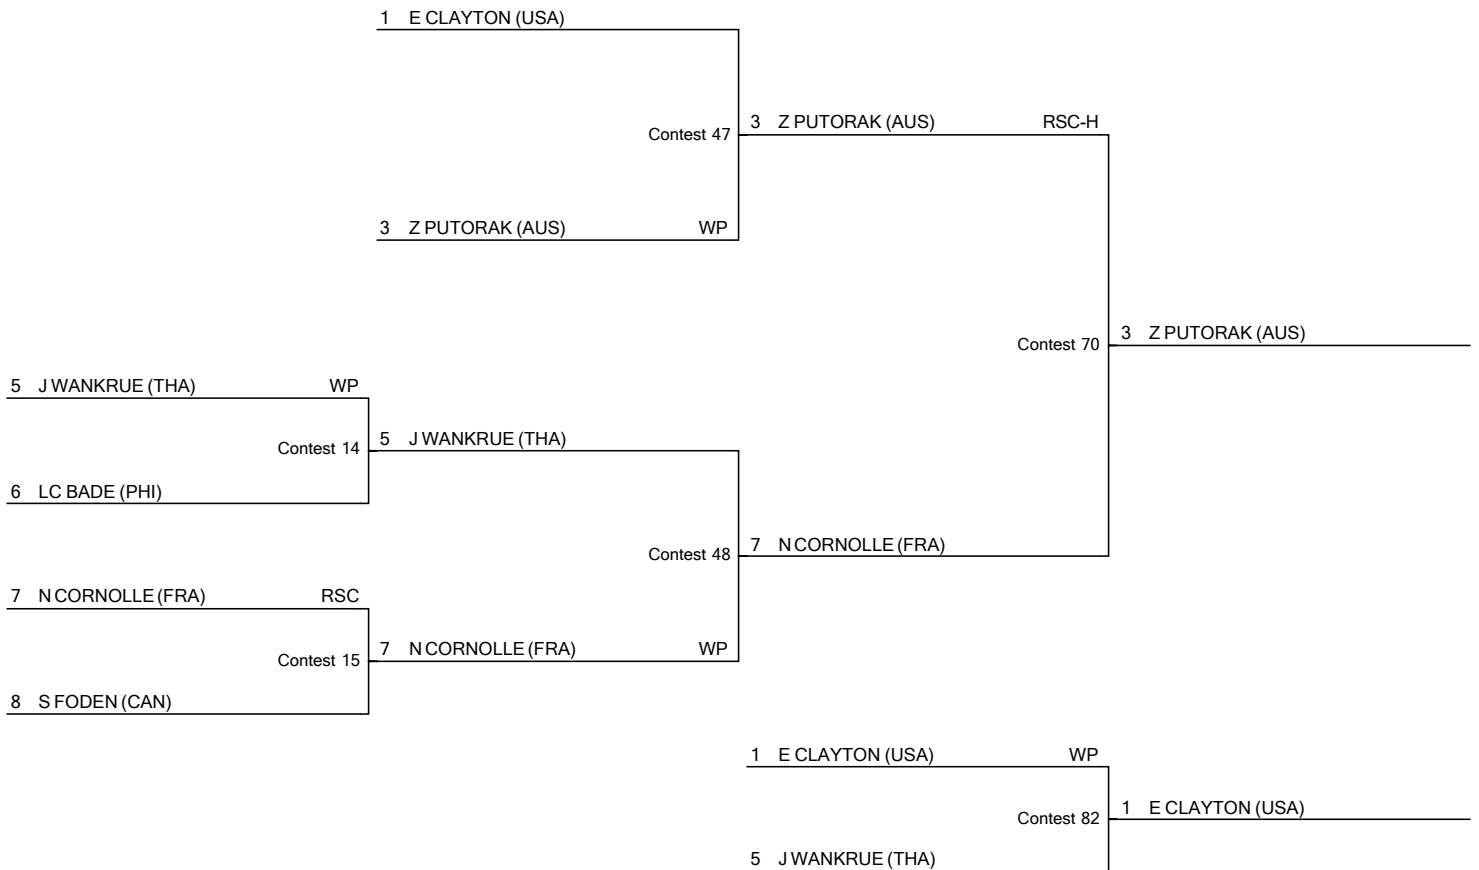 1 E CLAYTON (USA)
Contest 47
3 Z PUTORAK (AUS) RSC-H
3 Z PUTORAK (AUS) WP
Contest 70
3 Z PUTORAK (AUS)
5 J WANKRUE (THA) WP
Contest 14
5 J WANKRUE (THA)
6 LC BADE (PHI)
Contest 48
7 N CORNOLLE (FRA)
7 N CORNOLLE (FRA) RSC
Contest 15
7 N CORNOLLE (FRA) WP
8 S FODEN (CAN)
1 E CLAYTON (USA) WP
Contest 82
1 E CLAYTON (USA)
5 J WANKRUE (THA)